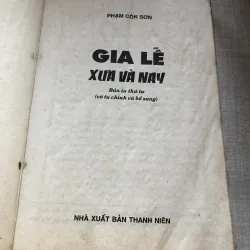 PHẠM CÔN SƠN
GIA LỄ
XƯA VÀ NAY
Bản in thứ tư
(có tu chỉnh và bổ sung)
NHÀ XUẤT BẢN THANH NIÊN